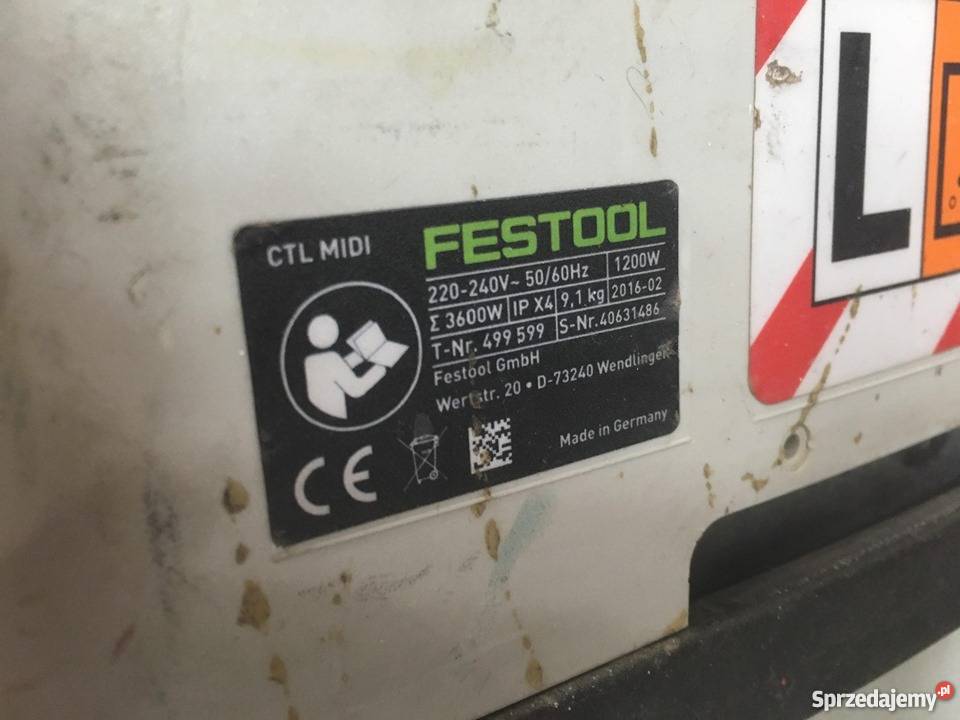 CTL MIDI
FESTOOL
220-240V~ 50/60Hz 1200W
Σ 3600W IP X4 9,1 kg 2016-02
T-Nr. 499 599 S-Nr.40631486
Festool GmbH
Wertstr. 20 • D-73240 Wendlingen
CE
Made in Germany
L
Sprzedajemy.pl